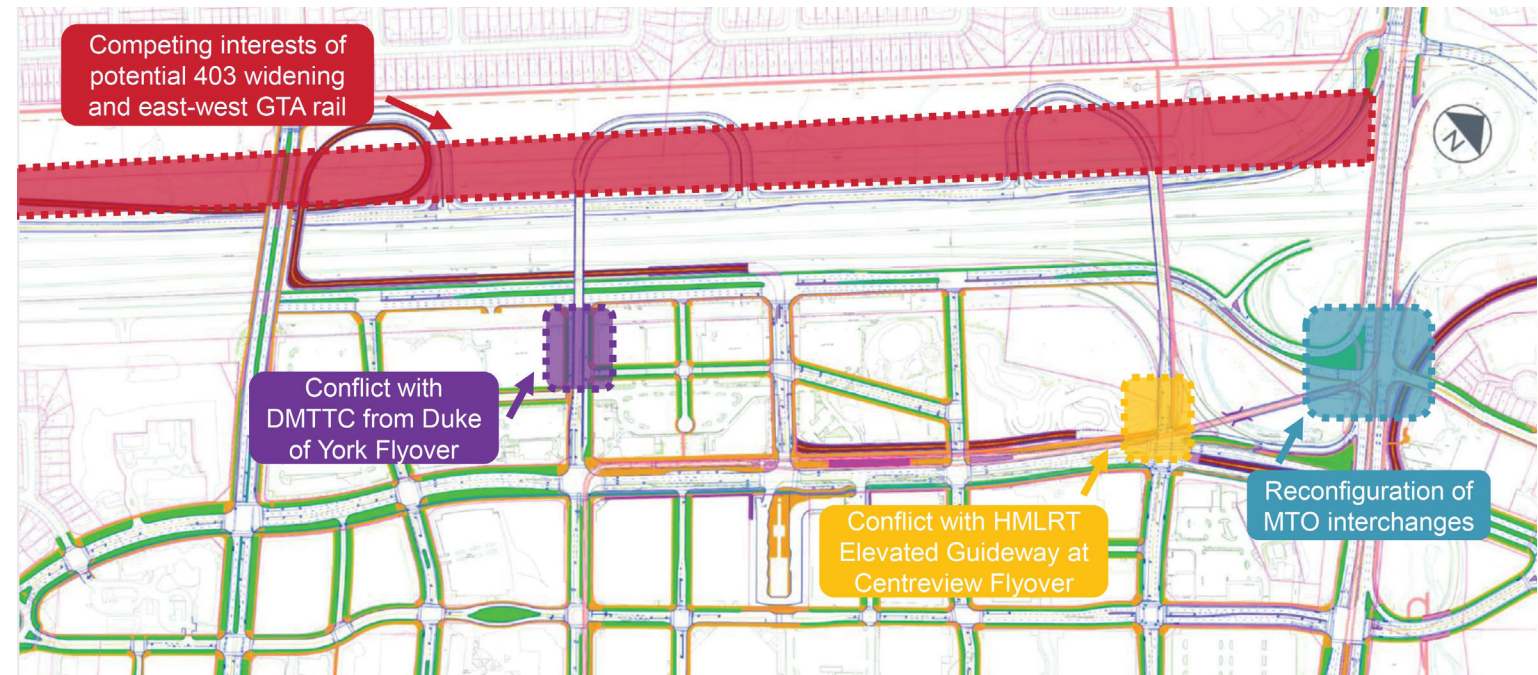 Competing interests of
potential 403 widening
and east-west GTA rail
N
Conflict with
DMTTC from Duke
of York Flyover
Conflict with HMLRT
Elevated Guideway at
Centreview Flyover
Reconfiguration of
MTO interchanges